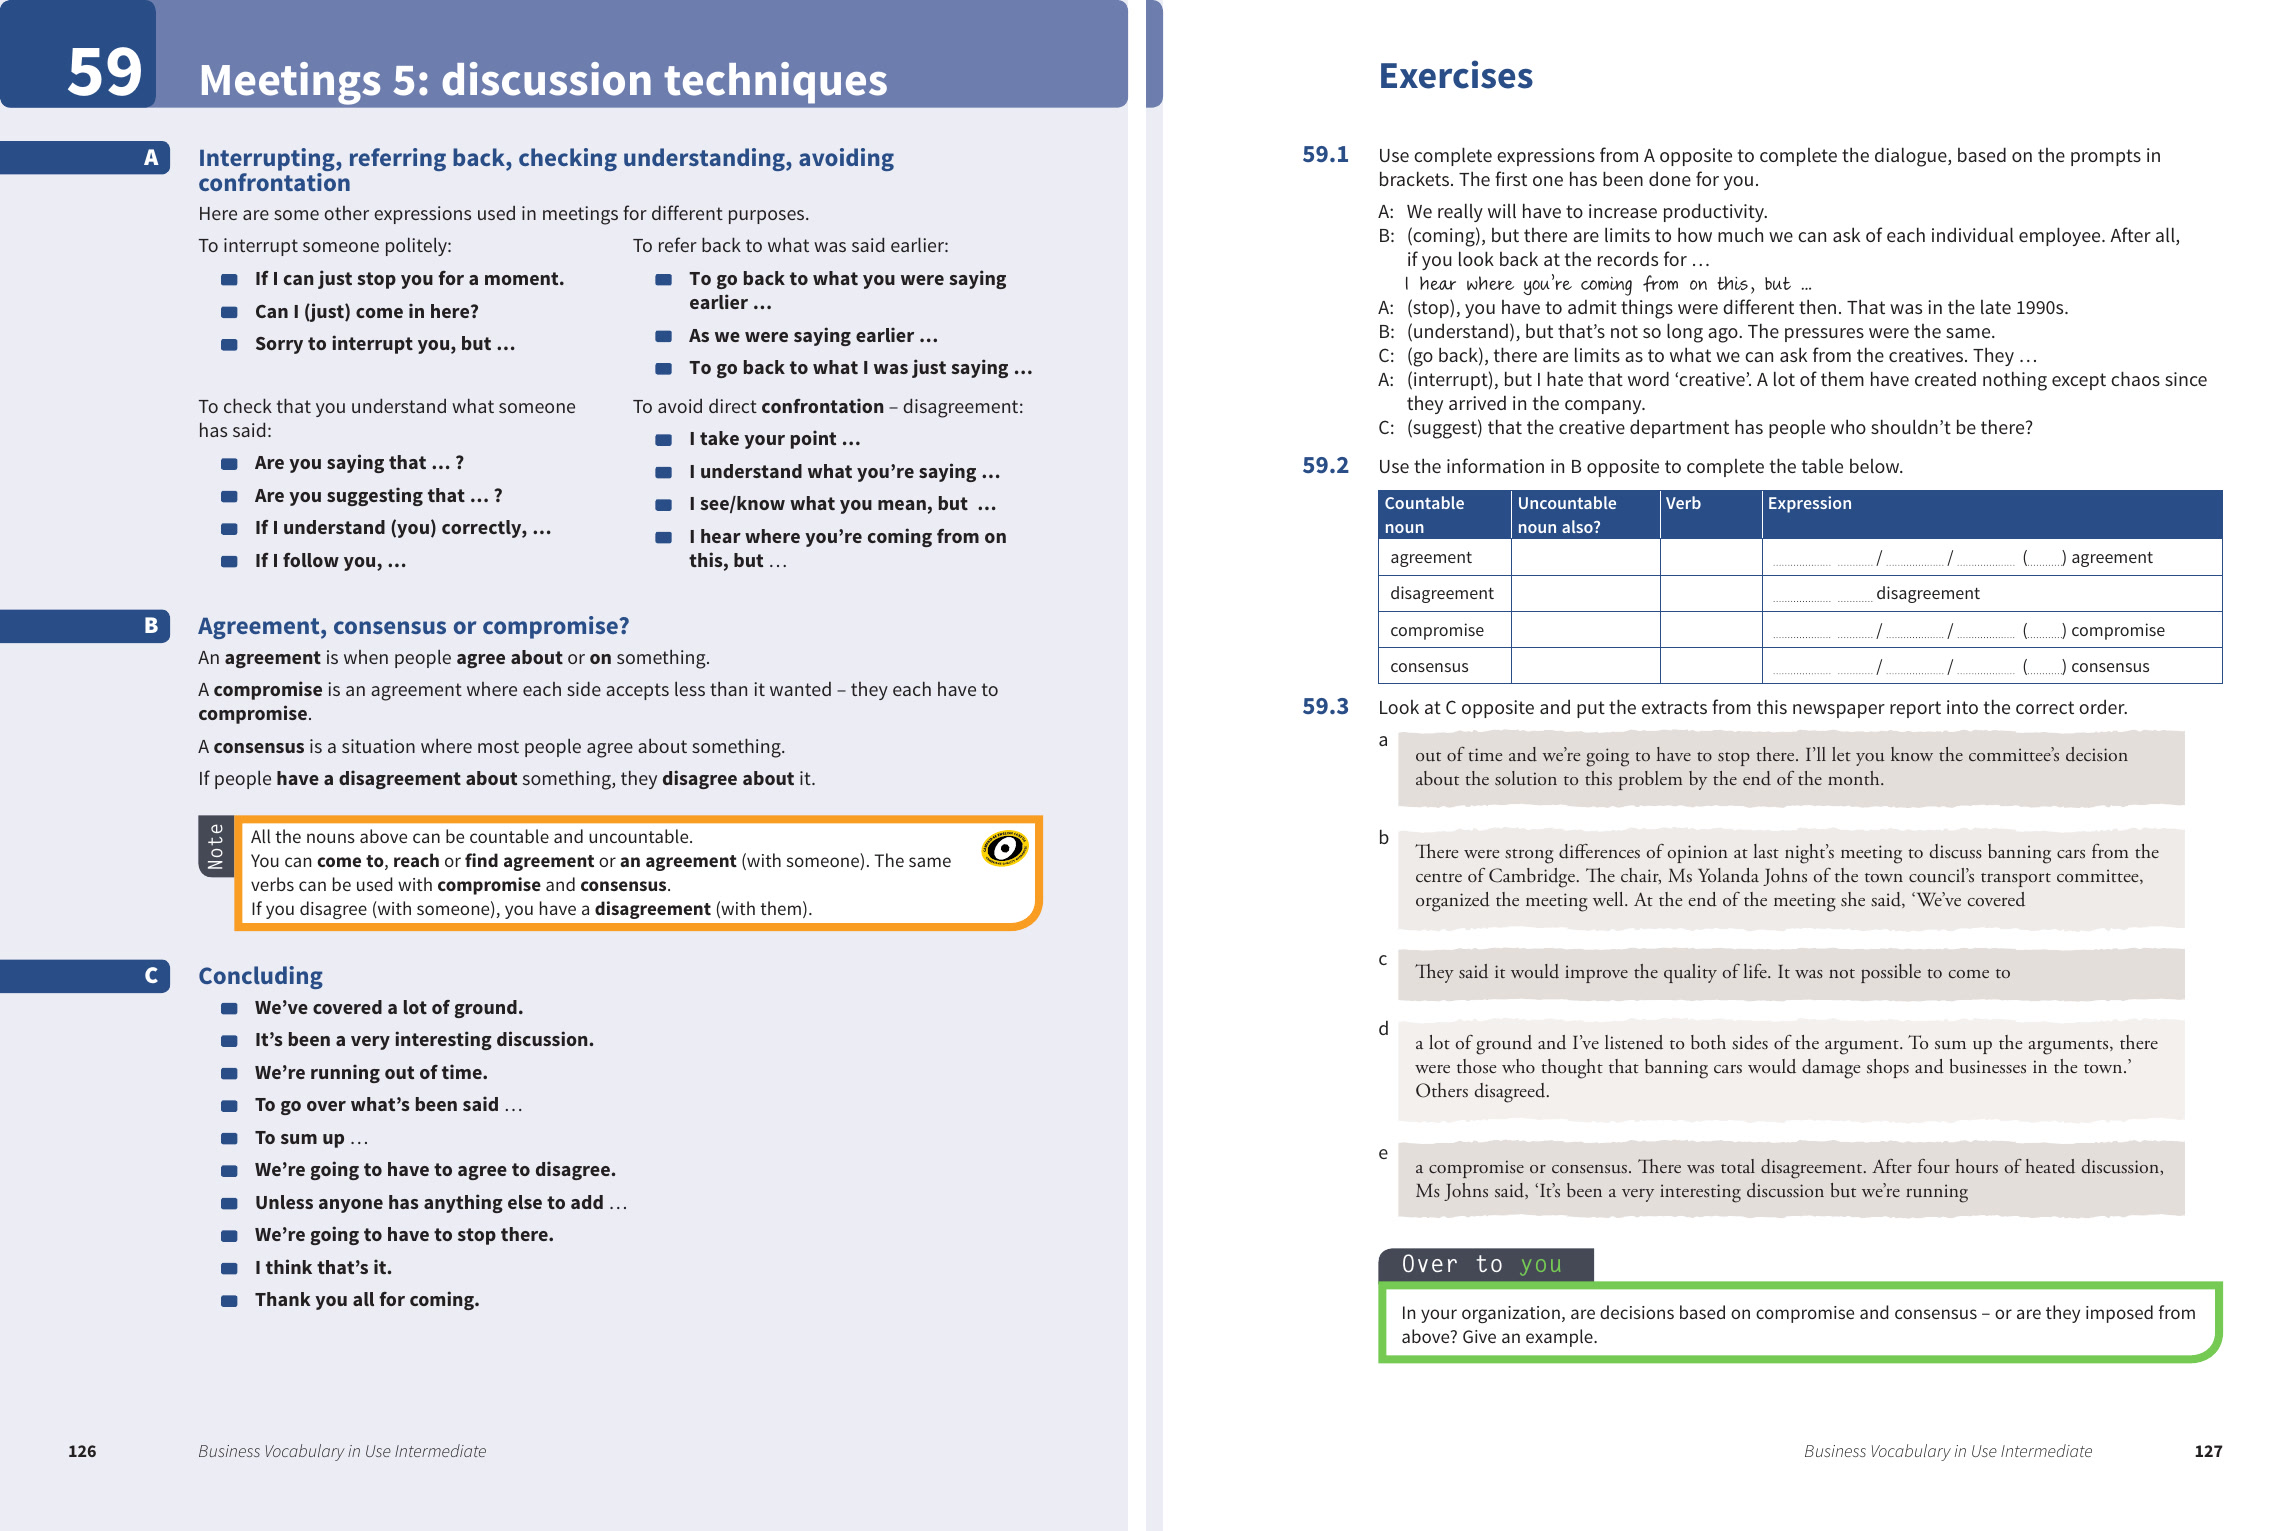 59
Meetings 5: discussion techniques
A
Interrupting, referring back, checking understanding, avoiding
confrontation
Here are some other expressions used in meetings for different purposes.
To interrupt someone politely:
If I can just stop you for a moment.
Can I (just) come in here?
Sorry to interrupt you, but …
To refer back to what was said earlier:
To go back to what you were saying
earlier …
As we were saying earlier …
To go back to what I was just saying …
To check that you understand what someone
has said:
Are you saying that … ?
Are you suggesting that … ?
If I understand (you) correctly, …
If I follow you, …
To avoid direct confrontation – disagreement:
I take your point …
I understand what you're saying …
I see/know what you mean, but …
I hear where you're coming from on
this, but …
B
Agreement, consensus or compromise?
An agreement is when people agree about or on something.
A compromise is an agreement where each side accepts less than it wanted – they each have to
compromise.
A consensus is a situation where most people agree about something.
If people have a disagreement about something, they disagree about it.
Note
All the nouns above can be countable and uncountable.
You can come to, reach or find agreement or an agreement (with someone). The same
verbs can be used with compromise and consensus.
If you disagree (with someone), you have a disagreement (with them).
C
Concluding
We've covered a lot of ground.
It's been a very interesting discussion.
We're running out of time.
To go over what's been said …
To sum up …
We're going to have to agree to disagree.
Unless anyone has anything else to add …
We're going to have to stop there.
I think that's it.
Thank you all for coming.
126
Business Vocabulary in Use Intermediate
Exercises
59.1 Use complete expressions from A opposite to complete the dialogue, based on the prompts in
brackets. The first one has been done for you.
A: We really will have to increase productivity.
B: (coming), but there are limits to how much we can ask of each individual employee. After all,
if you look back at the records for …
I hear where you're coming from on this, but ...
A: (stop), you have to admit things were different then. That was in the late 1990s.
B: (understand), but that's not so long ago. The pressures were the same.
C: (go back), there are limits as to what we can ask from the creatives. They …
A: (interrupt), but I hate that word 'creative'. A lot of them have created nothing except chaos since
they arrived in the company.
C: (suggest) that the creative department has people who shouldn't be there?
59.2 Use the information in B opposite to complete the table below.
Countable
noun
Uncountable
noun also?
Verb
Expression
agreement
.......... ....... / .......... / .......... (.......) agreement
disagreement
.......... ....... disagreement
compromise
.......... ....... / .......... / .......... (.......) compromise
consensus
.......... ....... / .......... / .......... (.......) consensus
59.3 Look at C opposite and put the extracts from this newspaper report into the correct order.
a
out of time and we're going to have to stop there. I'll let you know the committee's decision
about the solution to this problem by the end of the month.
b
There were strong differences of opinion at last night's meeting to discuss banning cars from the
centre of Cambridge. The chair, Ms Yolanda Johns of the town council's transport committee,
organized the meeting well. At the end of the meeting she said, 'We've covered
c
They said it would improve the quality of life. It was not possible to come to
d
a lot of ground and I've listened to both sides of the argument. To sum up the arguments, there
were those who thought that banning cars would damage shops and businesses in the town.'
Others disagreed.
e
a compromise or consensus. There was total disagreement. After four hours of heated discussion,
Ms Johns said, 'It's been a very interesting discussion but we're running
Over to you
In your organization, are decisions based on compromise and consensus – or are they imposed from
above? Give an example.
Business Vocabulary in Use Intermediate
127